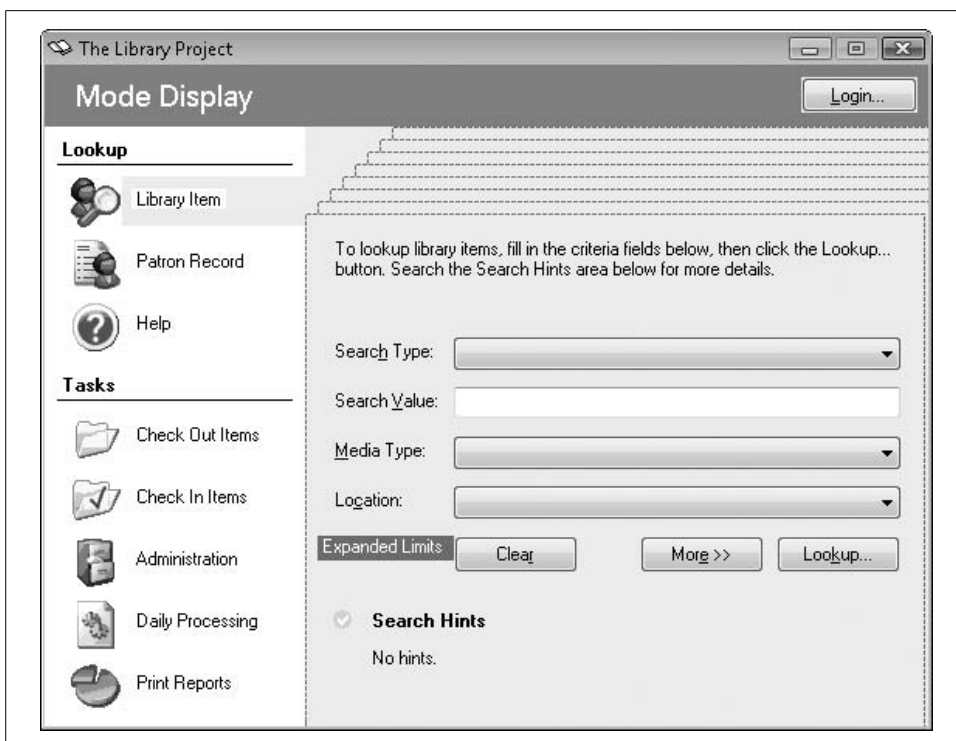 The Library Project
Mode Display
Login...
Lookup
Library Item
Patron Record
Help
Tasks
Check Out Items
Check In Items
Administration
Daily Processing
Print Reports
To lookup library items, fill in the criteria fields below, then click the Lookup...
button. Search the Search Hints area below for more details.
Search Type:
Search Value:
Media Type:
Location:
Expanded Limits
Clear
More >>
Lookup...
Search Hints
No hints.